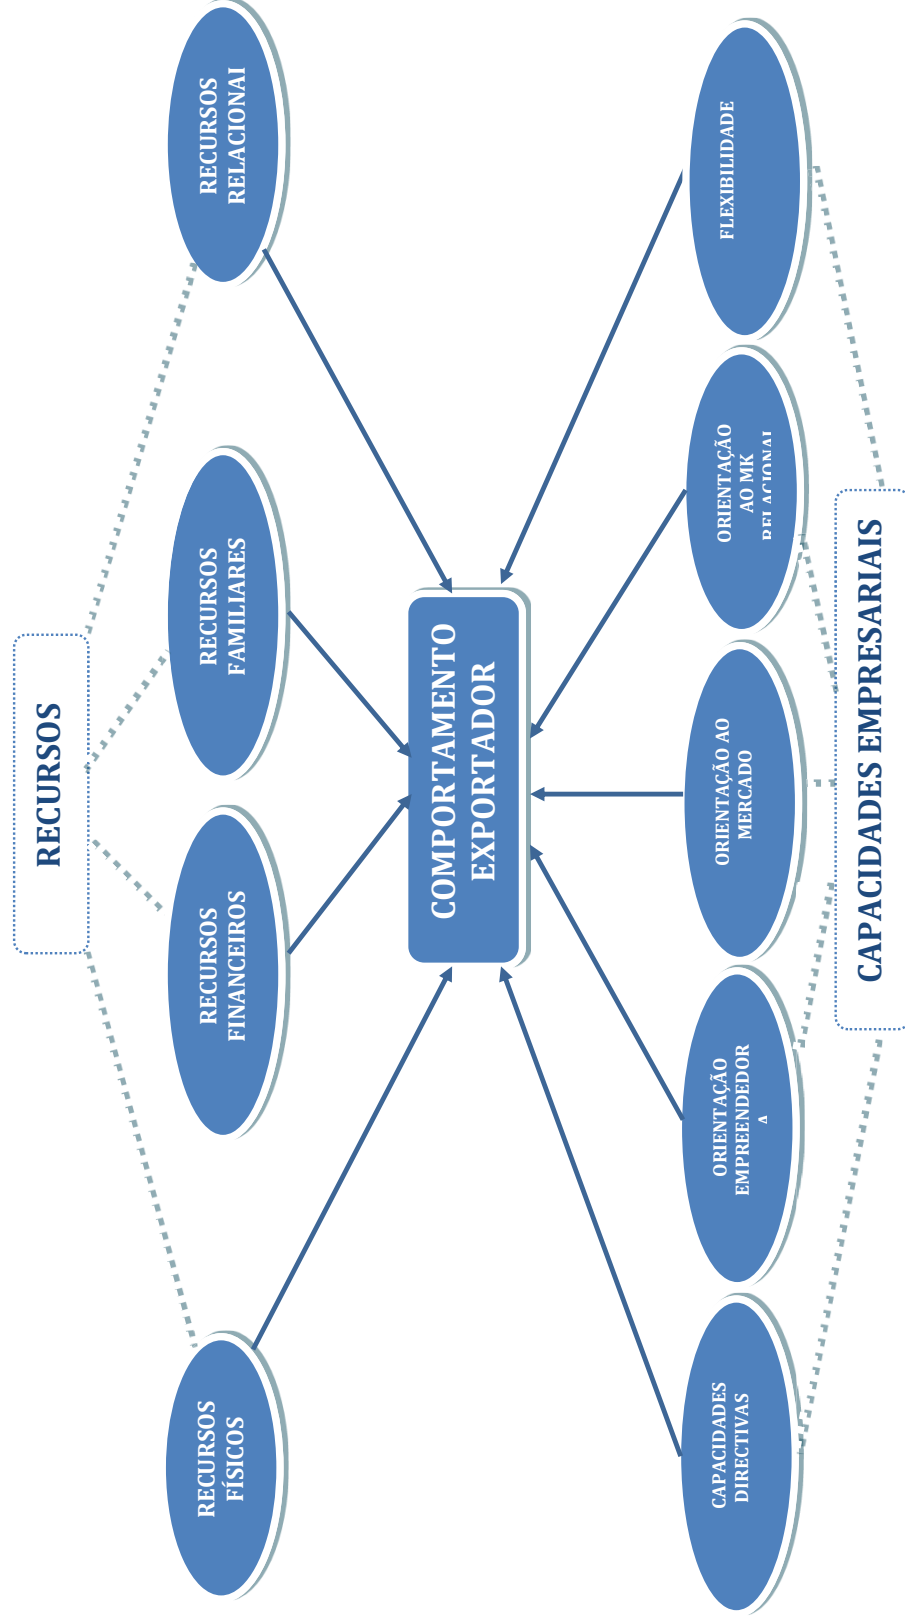 RECURSOS
RECURSOS
FÍSICOS
RECURSOS
FINANCEIROS
RECURSOS
FAMILIARES
RECURSOS
RELACIONAI
COMPORTAMENTO
EXPORTADOR
CAPACIDADES
DIRECTIVAS
ORIENTAÇÃO
EMPREENDEDOR
A
ORIENTAÇÃO AO
MERCADO
ORIENTAÇÃO
AO MK
RELACIONAL
FLEXIBILIDADE
CAPACIDADES EMPRESARIAIS